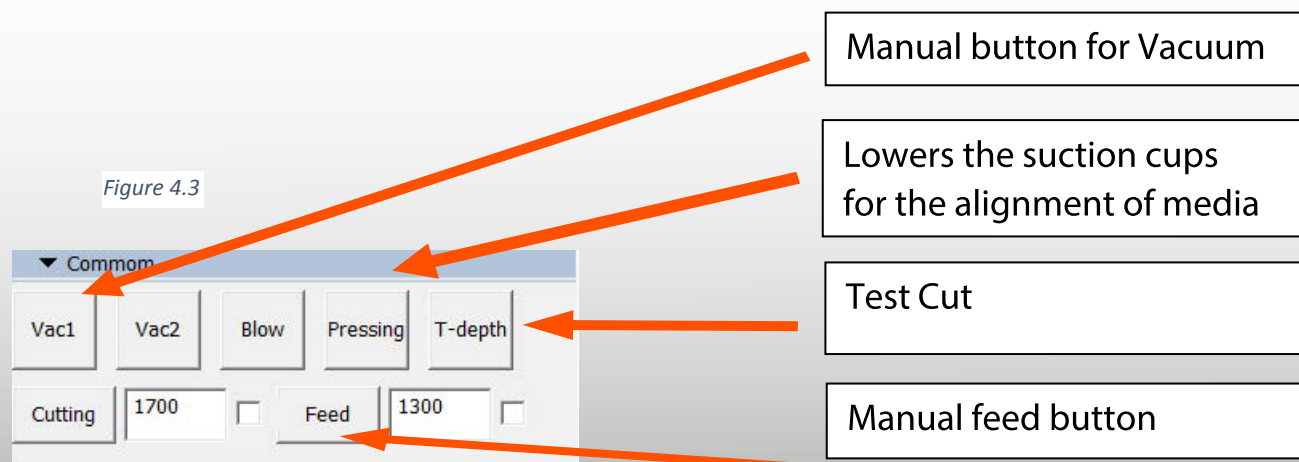 Manual button for Vacuum
Lowers the suction cups
for the alignment of media
Figure 4.3
Commom
Test Cut
Vac1 Vac2 Blow Pressing T-depth
Cutting 1700 Feed 1300
Manual feed button